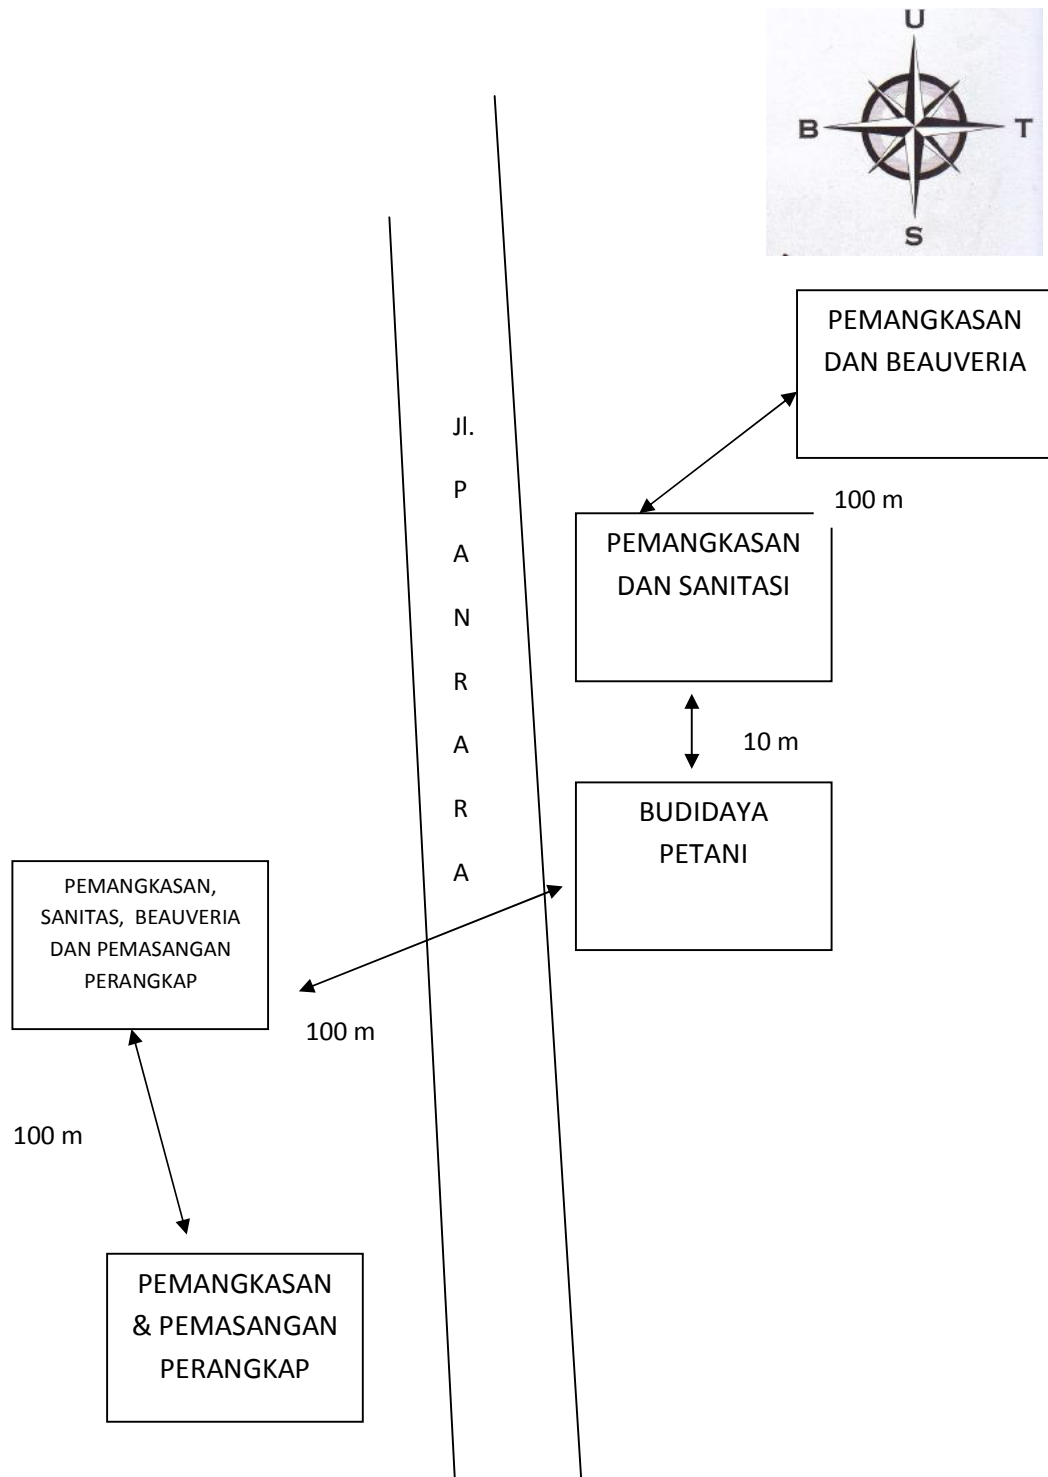 U
B
T
S
PEMANGKASAN
DAN BEAUVERIA
Jl.
P
A
N
R
A
R
A
100 m
PEMANGKASAN
DAN SANITASI
10 m
BUDIDAYA
PETANI
PEMANGKASAN,
SANITAS, BEAUVERIA
DAN PEMASANGAN
PERANGKAP
100 m
100 m
PEMANGKASAN
& PEMASANGAN
PERANGKAP